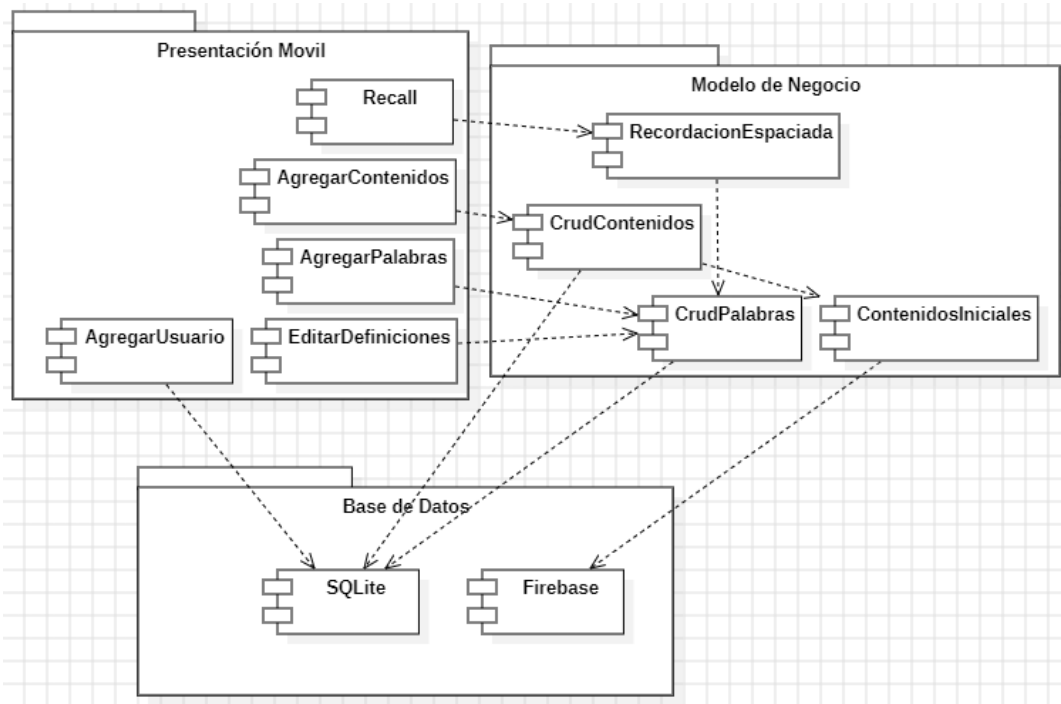 Presentación Movil
Recall
AgregarContenidos
AgregarPalabras
AgregarUsuario
EditarDefiniciones
Modelo de Negocio
RecordacionEspaciada
CrudContenidos
CrudPalabras
ContenidosIniciales
Base de Datos
SQLite
Firebase